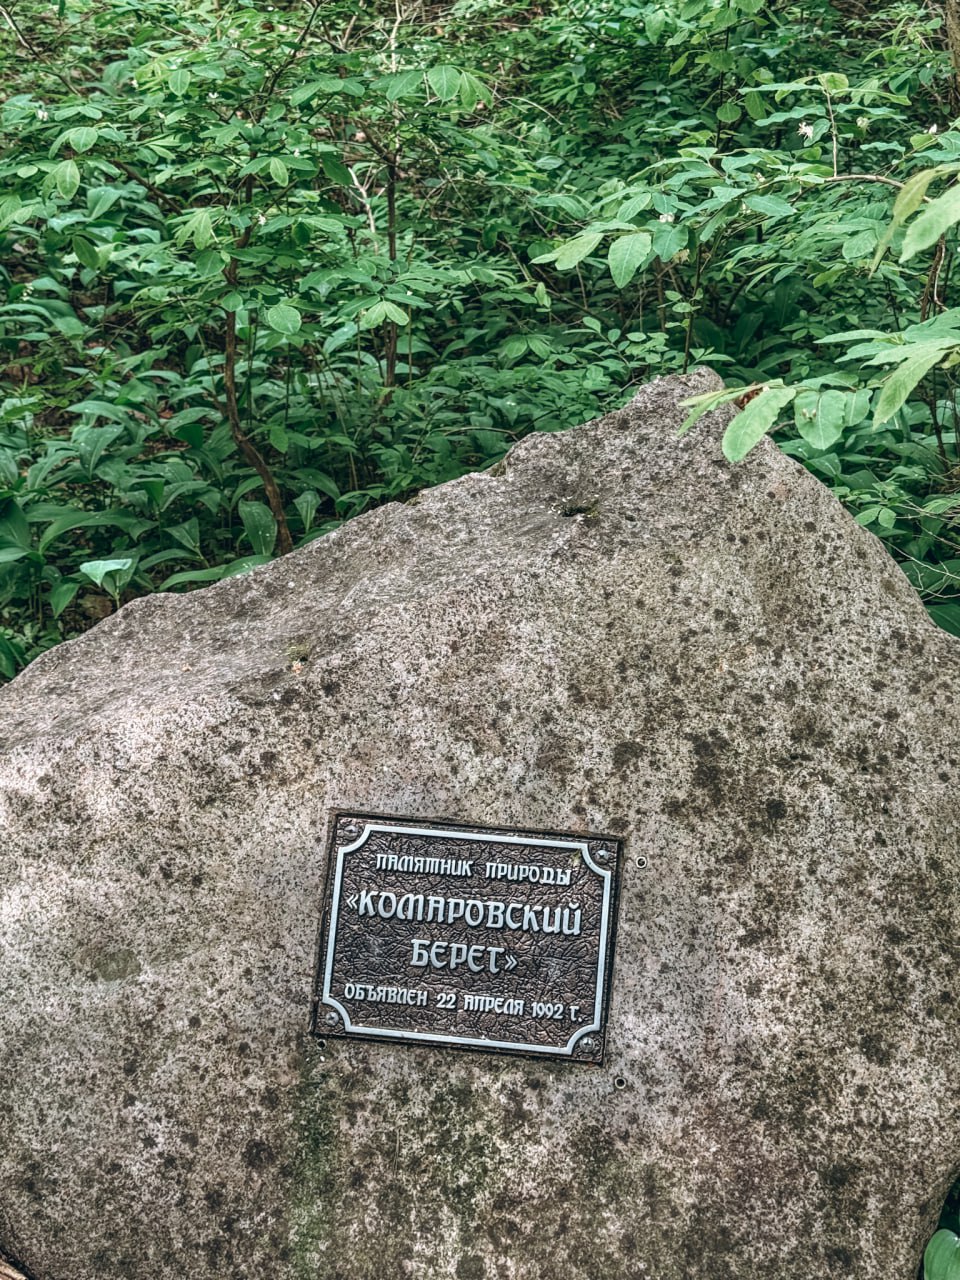 ПАМЯТНИК ПРИРОДЫ
«КОМАРОВСКИЙ
БЕРЕГ»
ОБЪЯВЛЕН 22 АПРЕЛЯ 1992 Г.